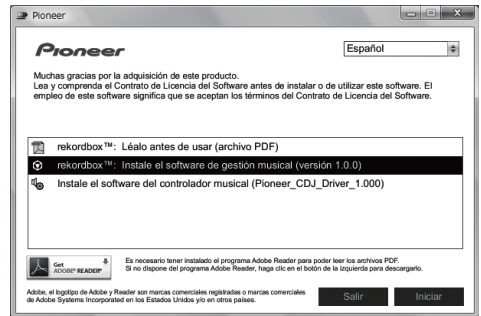 Pioneer
Pioneer
Español
Muchas gracias por la adquisición de este producto.
Lea y comprenda el Contrato de Licencia del Software antes de instalar o de utilizar este software. El
empleo de este software significa que se aceptan los términos del Contrato de Licencia del Software.
rekordbox™: Léalo antes de usar (archivo PDF)
rekordbox™: Instale el software de gestión musical (versión 1.0.0)
Instale el software del controlador musical (Pioneer_CDJ_Driver_1.000)
Get
ADOBE® READER®
Es necesario tener instalado el programa Adobe Reader para poder leer los archivos PDF.
Si no dispone del programa Adobe Reader, haga clic en el botón de la izquierda para descargarlo.
Adobe, el logotipo de Adobe y Reader son marcas comerciales registradas o marcas comerciales
de Adobe Systems Incorporated en los Estados Unidos y/o en otros países.
Salir
Iniciar